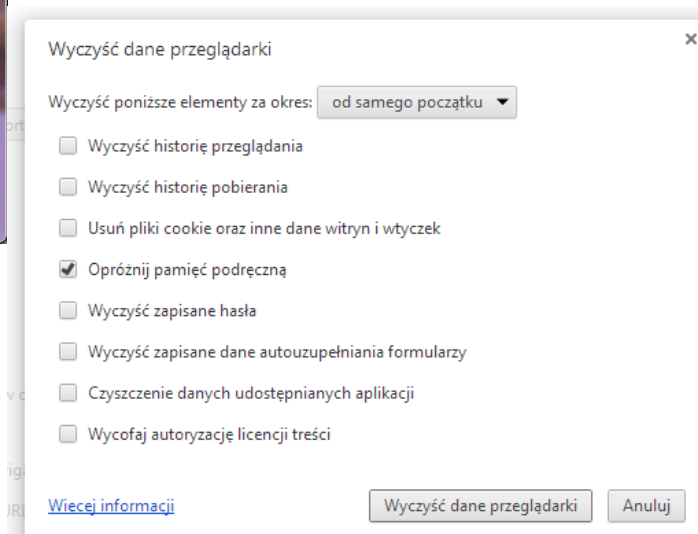 Wyczyść dane przeglądarki
Wyczyść poniższe elementy za okres: od samego początku
Wyczyść historię przeglądania
Wyczyść historię pobierania
Usuń pliki cookie oraz inne dane witryn i wtyczek
Opróżnij pamięć podręczną
Wyczyść zapisane hasła
Wyczyść zapisane dane autouzupełniania formularzy
Czyszczenie danych udostępnianych aplikacji
Wycofaj autoryzację licencji treści
Więcej informacji Wyczyść dane przeglądarki Anuluj